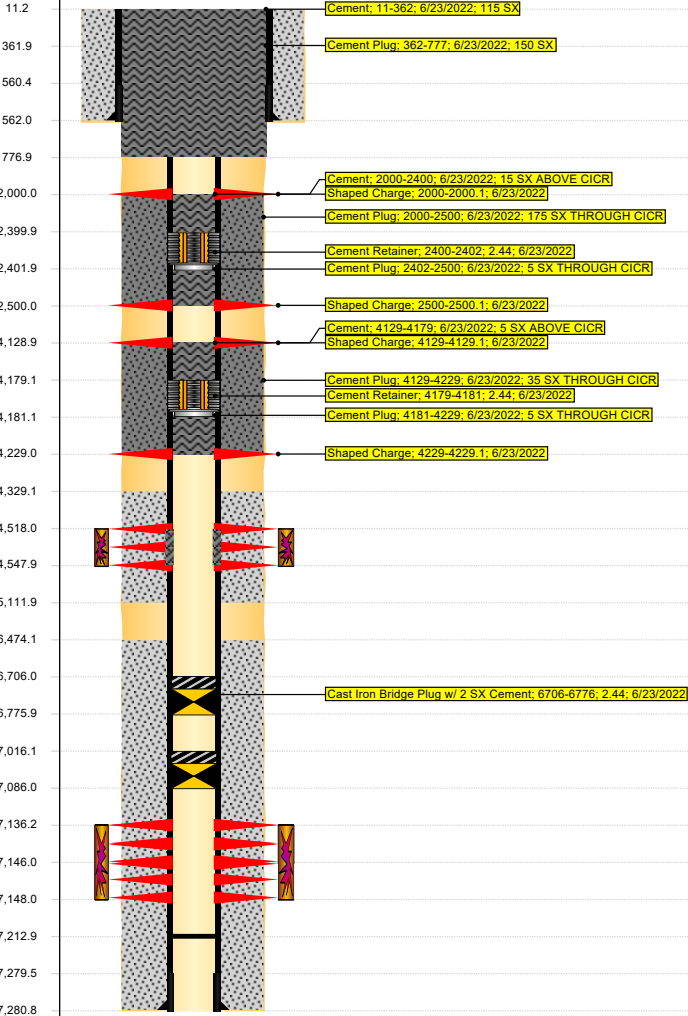 11.2
Cement; 11-362; 6/23/2022; 115 SX
361.9
Cement Plug; 362-777; 6/23/2022; 150 SX
560.4
562.0
776.9
Cement; 2000-2400; 6/23/2022; 15 SX ABOVE CICR
2,000.0
Shaped Charge; 2000-2000.1; 6/23/2022
Cement Plug; 2000-2500; 6/23/2022; 175 SX THROUGH CICR
2,399.9
Cement Retainer; 2400-2402; 2.44; 6/23/2022
2,401.9
Cement Plug; 2402-2500; 6/23/2022; 5 SX THROUGH CICR
2,500.0
Shaped Charge; 2500-2500.1; 6/23/2022
Cement; 4129-4179; 6/23/2022; 5 SX ABOVE CICR
4,128.9
Shaped Charge; 4129-4129.1; 6/23/2022
4,179.1
Cement Plug; 4129-4229; 6/23/2022; 35 SX THROUGH CICR
Cement Retainer; 4179-4181; 2.44; 6/23/2022
4,181.1
Cement Plug; 4181-4229; 6/23/2022; 5 SX THROUGH CICR
4,229.0
Shaped Charge; 4229-4229.1; 6/23/2022
4,329.1
4,518.0
4,547.9
5,111.9
6,474.1
6,706.0
Cast Iron Bridge Plug w/ 2 SX Cement; 6706-6776; 2.44; 6/23/2022
6,775.9
7,016.1
7,086.0
7,136.2
7,146.0
7,148.0
7,212.9
7,279.5
7,280.8